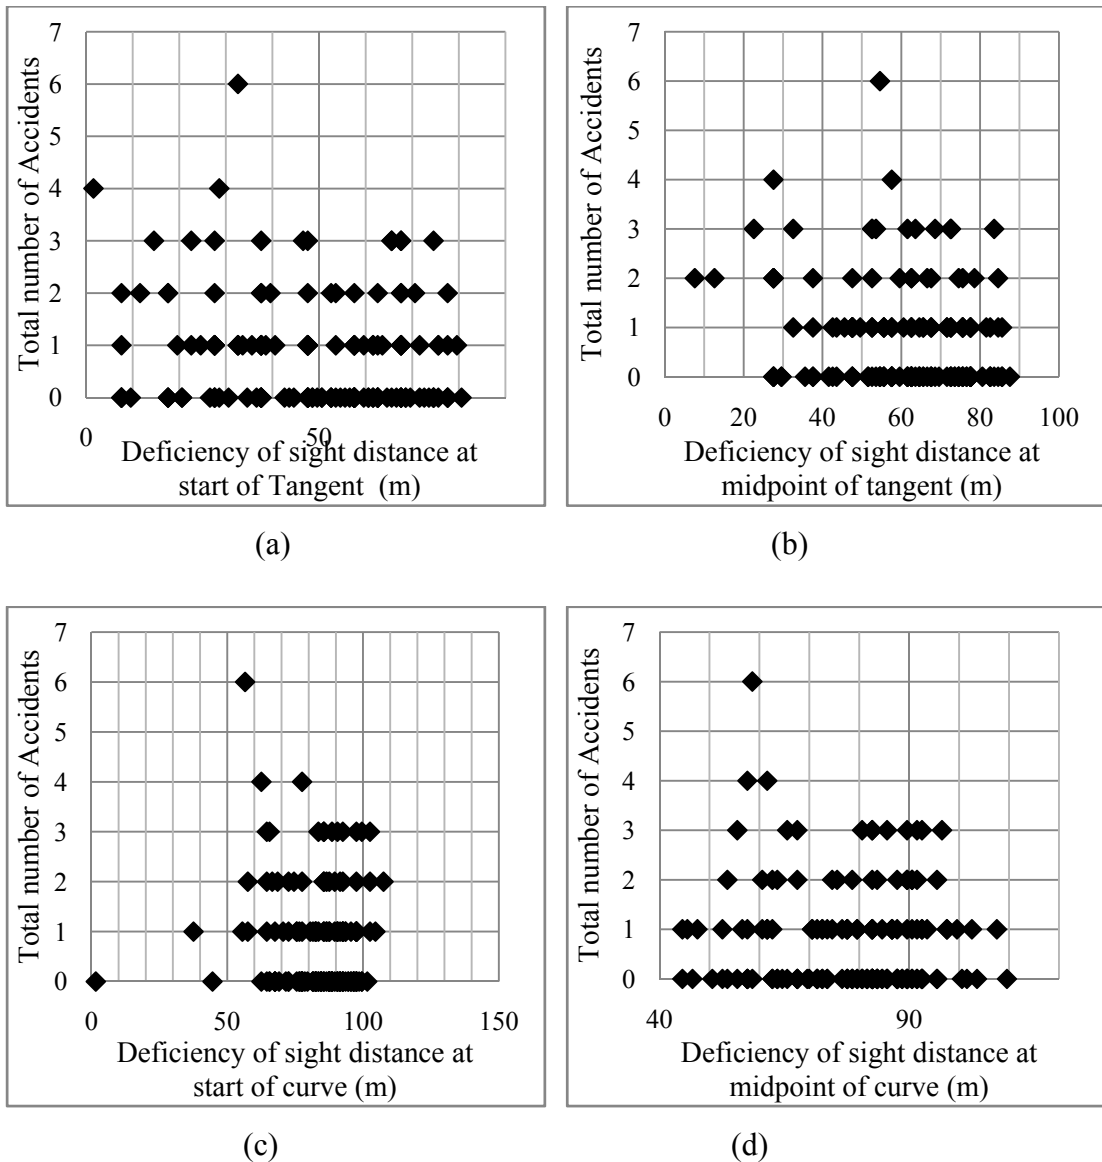 Total number of Accidents
7
6
5
4
3
2
1
0
0
50
Deficiency of sight distance at
start of Tangent (m)
(a)
Total number of Accidents
7
6
5
4
3
2
1
0
0
20
40
60
80
100
Deficiency of sight distance at
midpoint of tangent (m)
(b)
Total number of Accidents
7
6
5
4
3
2
1
0
0
50
100
150
Deficiency of sight distance at
start of curve (m)
(c)
Total number of Accidents
7
6
5
4
3
2
1
0
40
90
Deficiency of sight distance at
midpoint of curve (m)
(d)